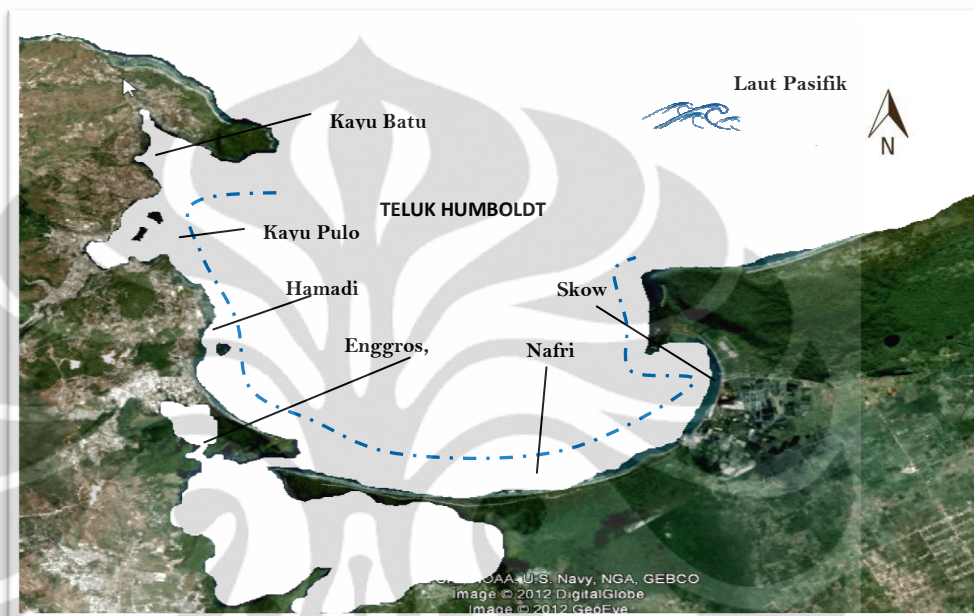 Laut Pasifik
Kayu Batu
N
TELUK HUMBOLDT
Kayu Pulo
Hamadi
Skow
Enggros,
Nafri
NOAA, U.S. Navy, NGA, GEBCO
Image © 2012 DigitalGlobe
Image © 2012 GeoEye